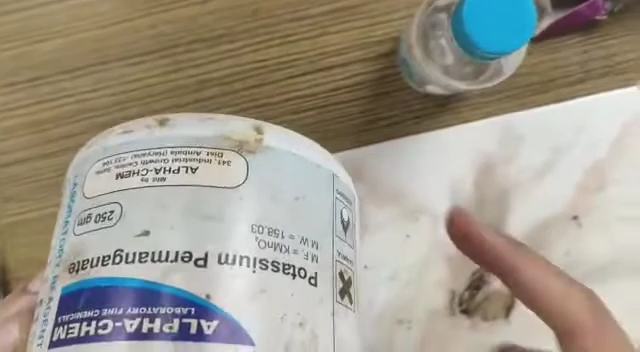 ALPHA-CHEM
LABORATORY FINE CHEMICALS
Potassium Permanganate
M.F. = KMnO₄
M.W. = 158.03
250 gm
Mfd. by
ALPHA-CHEM
341, Industrial Growth Centre, Saha
Dist. Ambala (Haryana) -133104